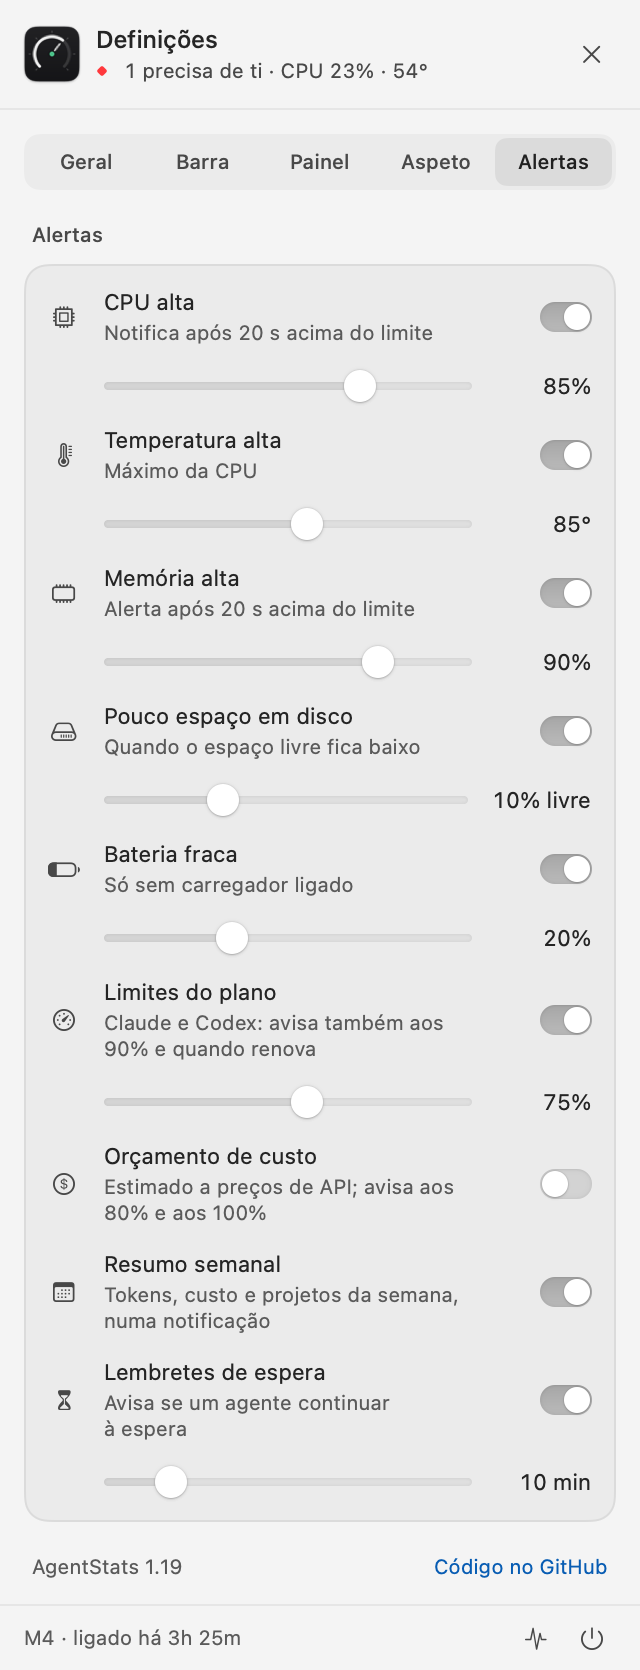 Definições
1 precisa de ti · CPU 23% · 54°
Geral
Barra
Painel
Aspeto
Alertas
Alertas
CPU alta
Notifica após 20 s acima do limite
85%
Temperatura alta
Máximo da CPU
85°
Memória alta
Alerta após 20 s acima do limite
90%
Pouco espaço em disco
Quando o espaço livre fica baixo
10% livre
Bateria fraca
Só sem carregador ligado
20%
Limites do plano
Claude e Codex: avisa também aos
90% e quando renova
75%
Orçamento de custo
Estimado a preços de API; avisa aos
80% e aos 100%
Resumo semanal
Tokens, custo e projetos da semana,
numa notificação
Lembretes de espera
Avisa se um agente continuar
à espera
10 min
AgentStats 1.19
Código no GitHub
M4 · ligado há 3h 25m